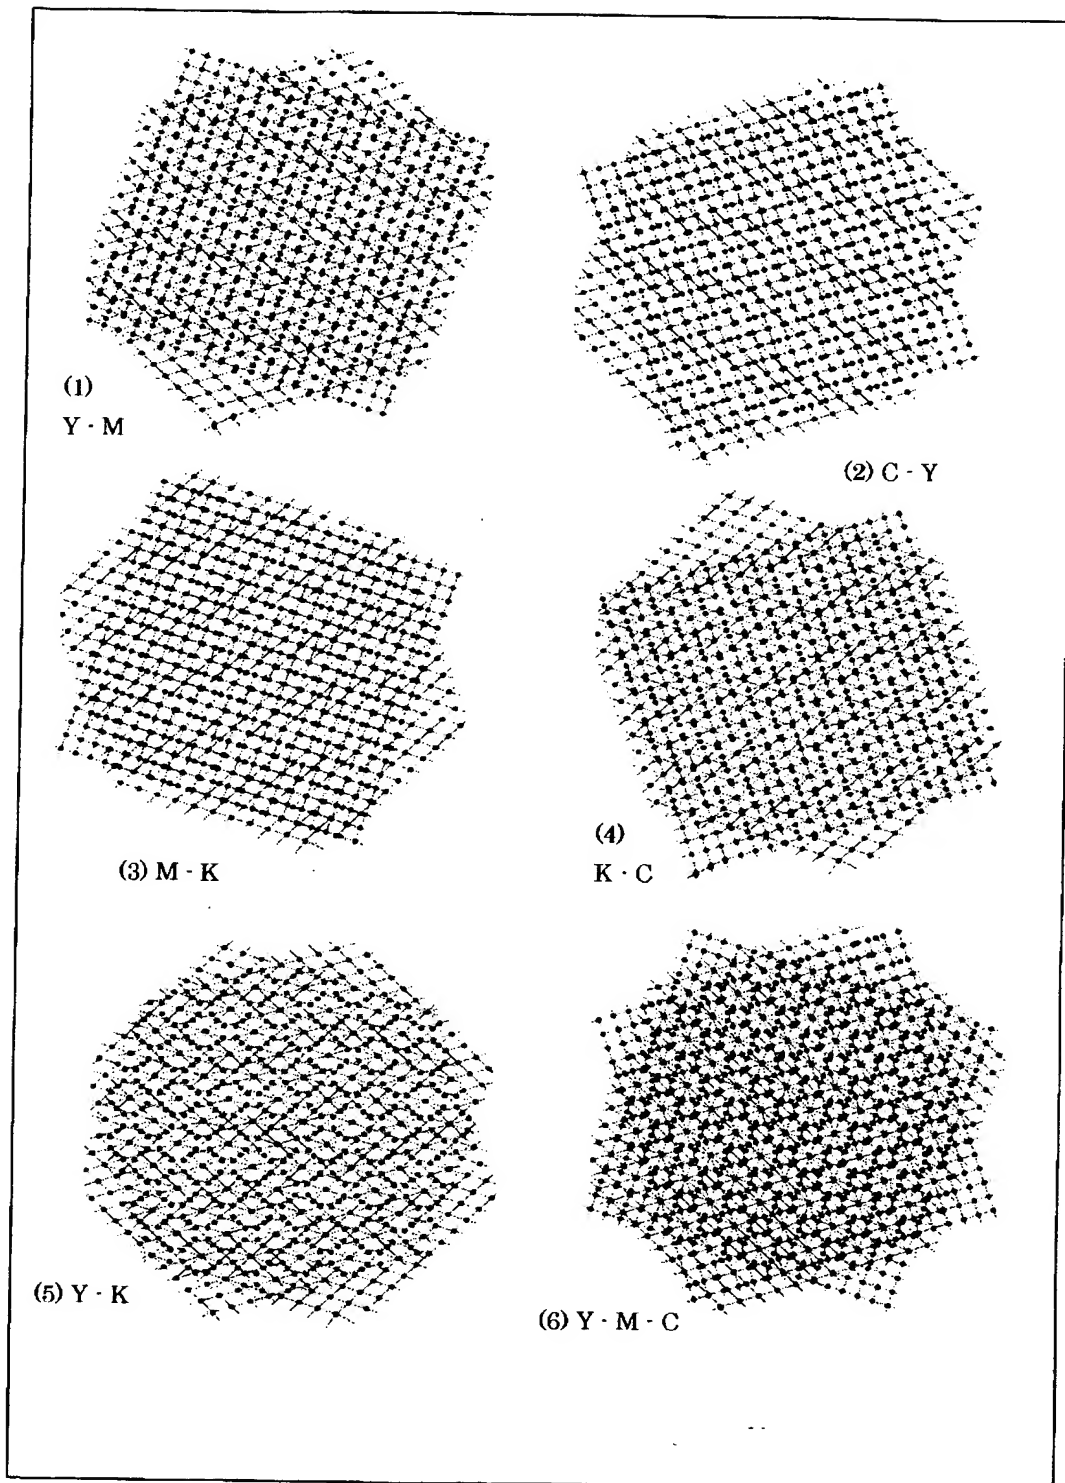 (1)
Y · M
(2) C - Y
(3) M - K
(4)
K · C
(5) Y · K
(6) Y · M · C